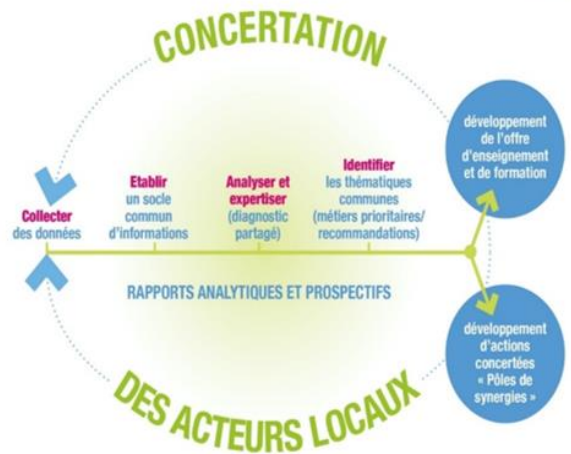 CONCERTATION
développement
de l'offre
d'enseignement
et de formation
Collecter
des données
Etablir
un socle
commun
d'informations
Analyser et
expertiser
(diagnostic
partagé)
Identifier
les thématiques
communes
(métiers prioritaires/
recommandations)
RAPPORTS ANALYTIQUES ET PROSPECTIFS
développement
d'actions
concertées
« Pôles de
synergies »
DES ACTEURS LOCAUX